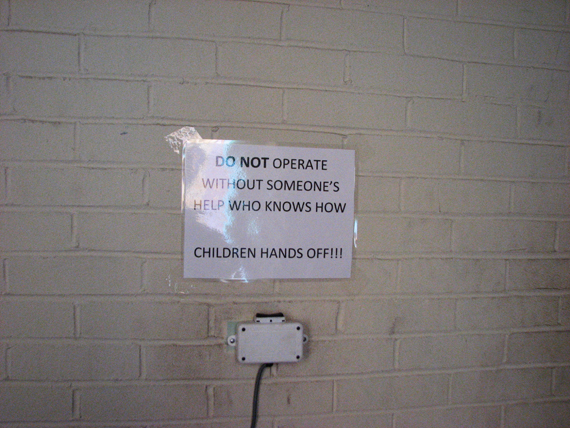 DO NOT OPERATE
WITHOUT SOMEONE'S
HELP WHO KNOWS HOW
CHILDREN HANDS OFF!!!